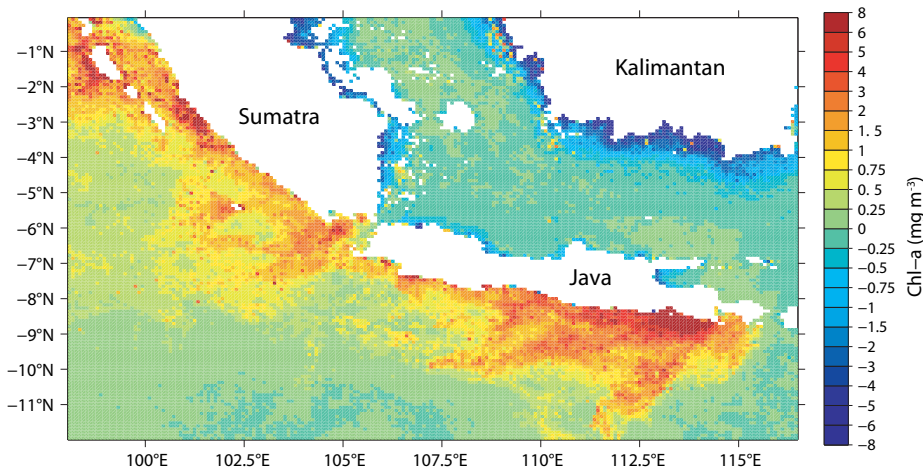 −1°N
−2°N
−3°N
−4°N
−5°N
−6°N
−7°N
−8°N
−9°N
−10°N
−11°N
Kalimantan
Sumatra
Java
100°E
102.5°E
105°E
107.5°E
110°E
112.5°E
115°E
8
6
5
4
3
2
1.5
0.75
0.5
0.25
0
−0.25
−0.5
−0.75
−1
−1.5
−2
−3
−4
−5
−6
−8
Chl−a (mg m⁻³)